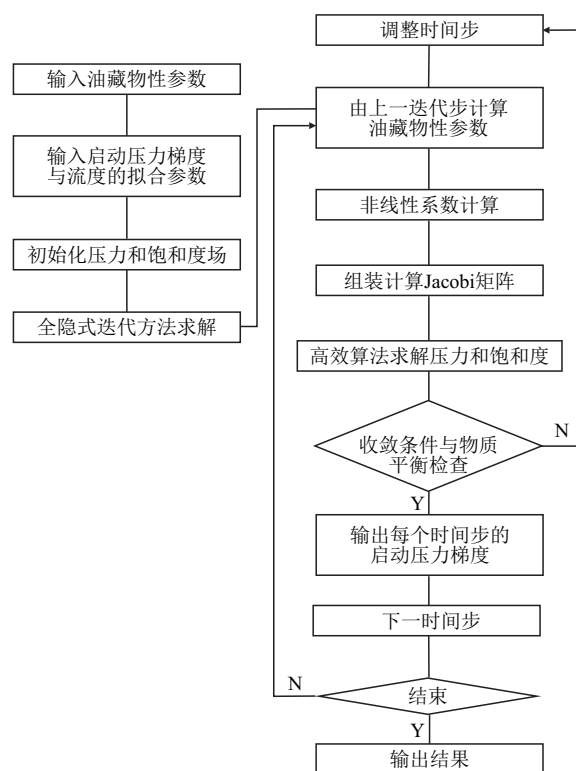 输入油藏物性参数
输入启动压力梯度
与流度的拟合参数
初始化压力和饱和度场
全隐式迭代方法求解
调整时间步
由上一迭代步计算
油藏物性参数
非线性系数计算
组装计算Jacobi矩阵
高效算法求解压力和饱和度
收敛条件与物质
平衡检查
N
Y
输出每个时间步的
启动压力梯度
下一时间步
N
结束
Y
输出结果